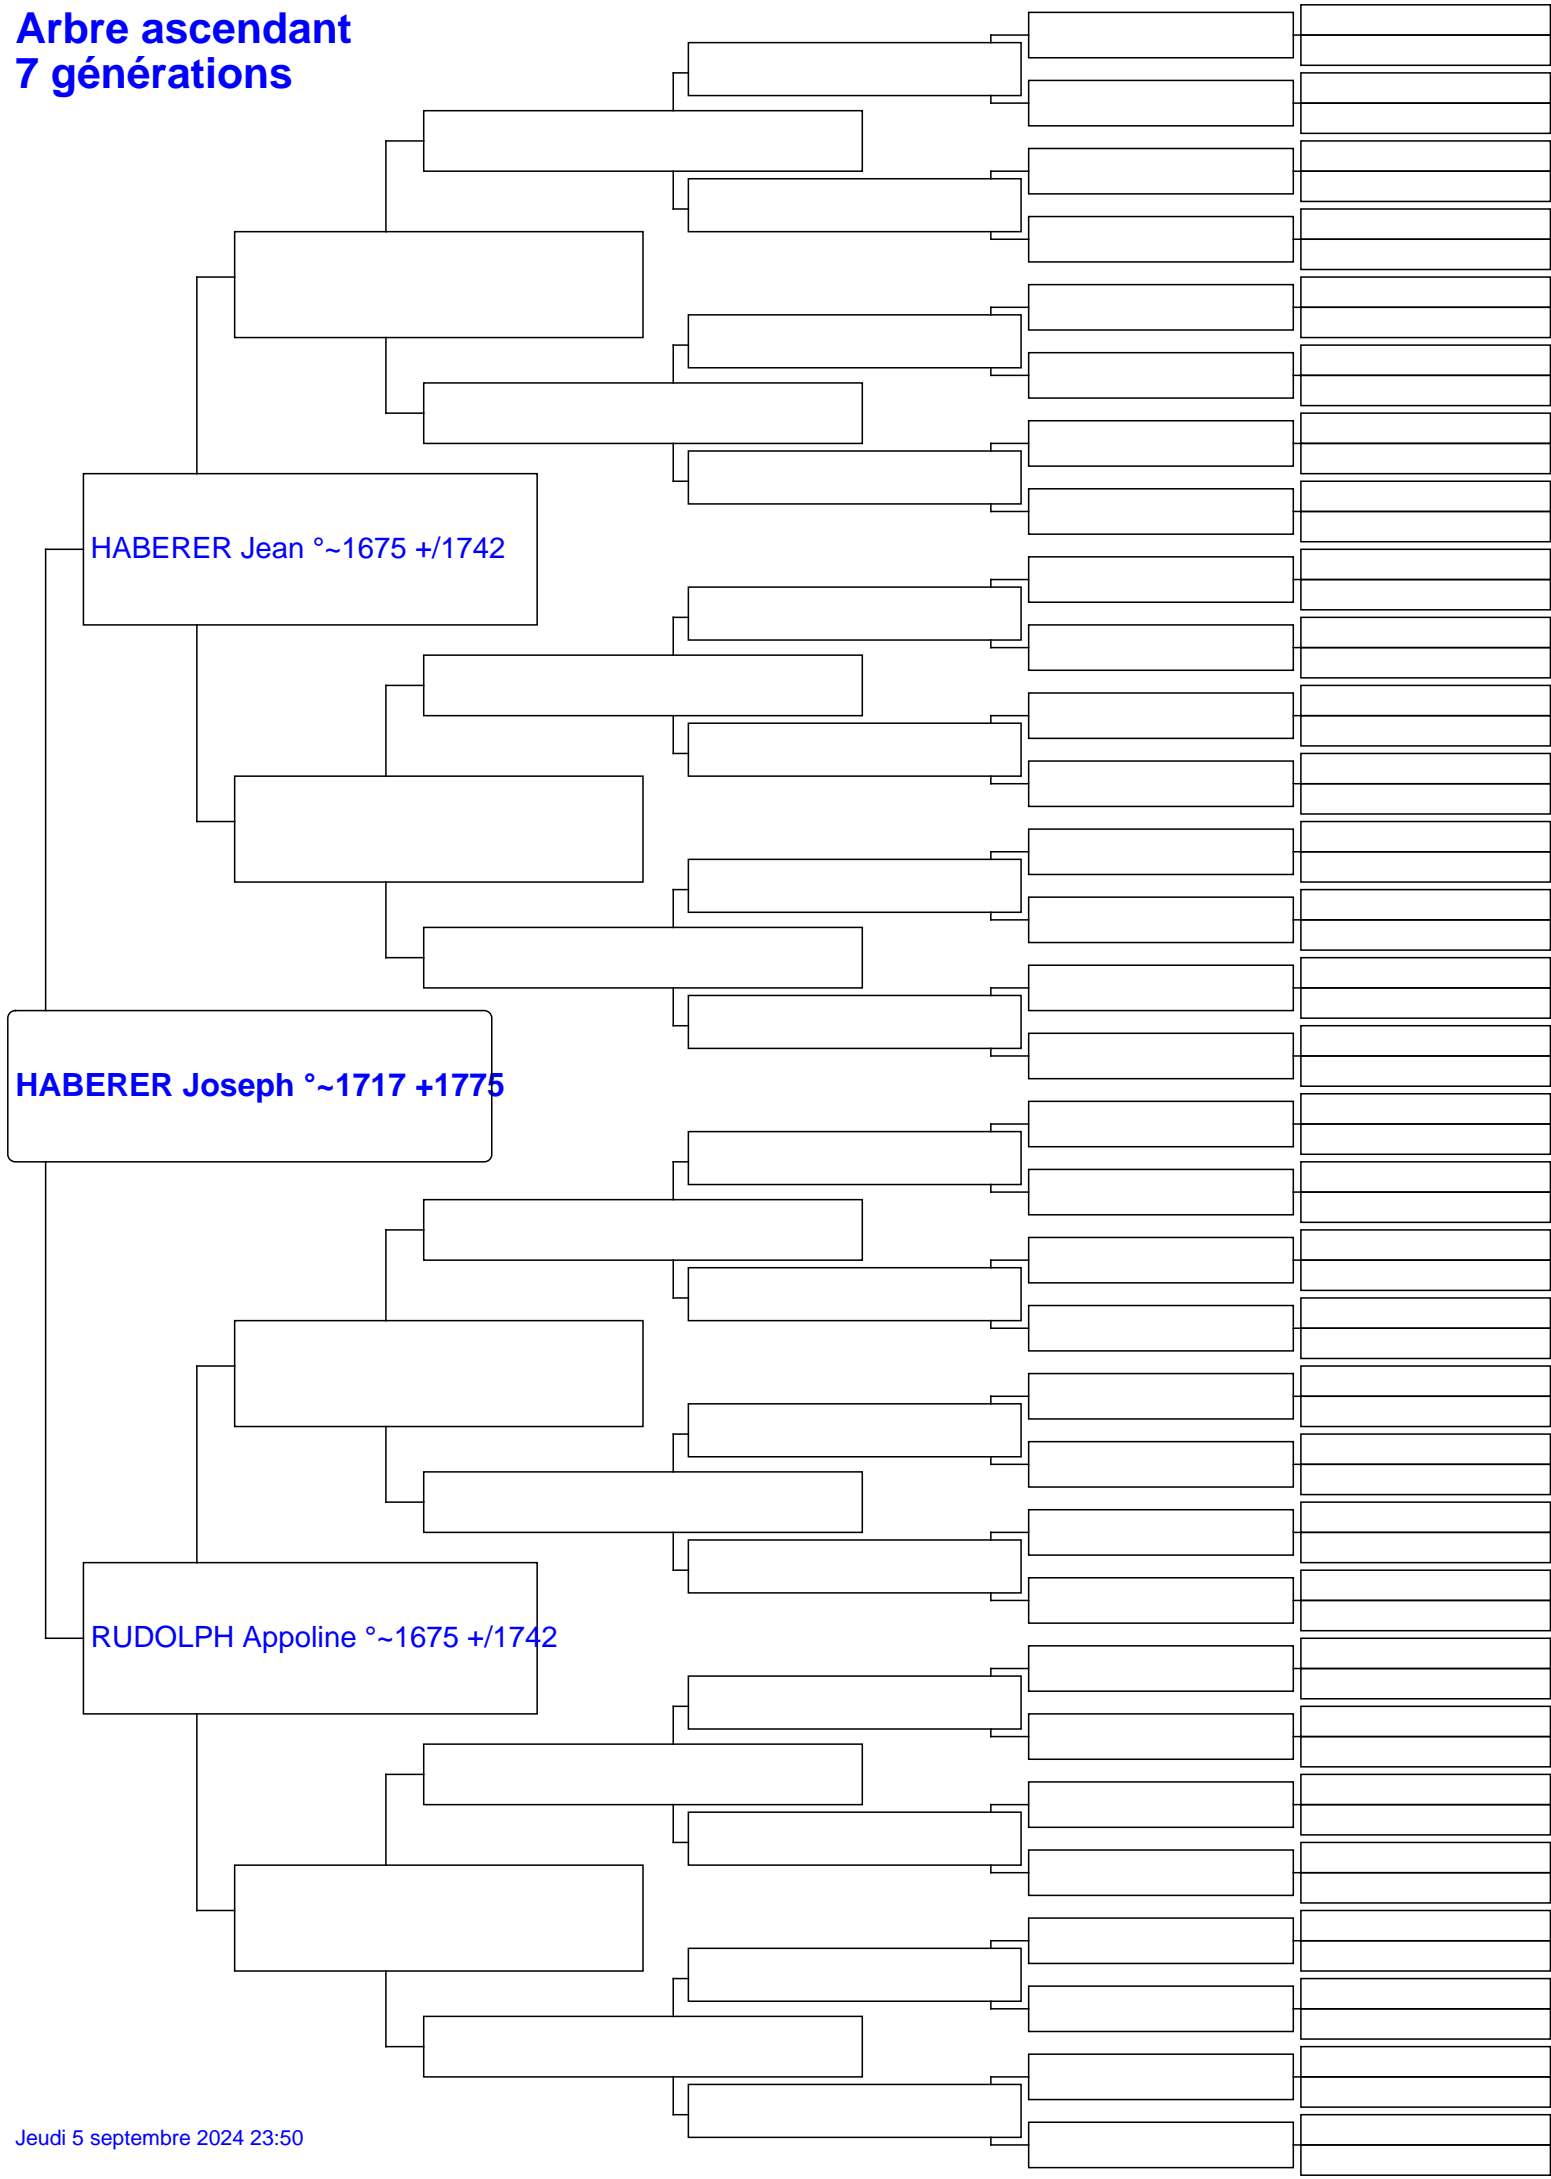 Arbre ascendant
7 générations
HABERER Jean °~1675 +/1742
HABERER Joseph °~1717 +1775
RUDOLPH Appoline °~1675 +/1742
Jeudi 5 septembre 2024 23:50